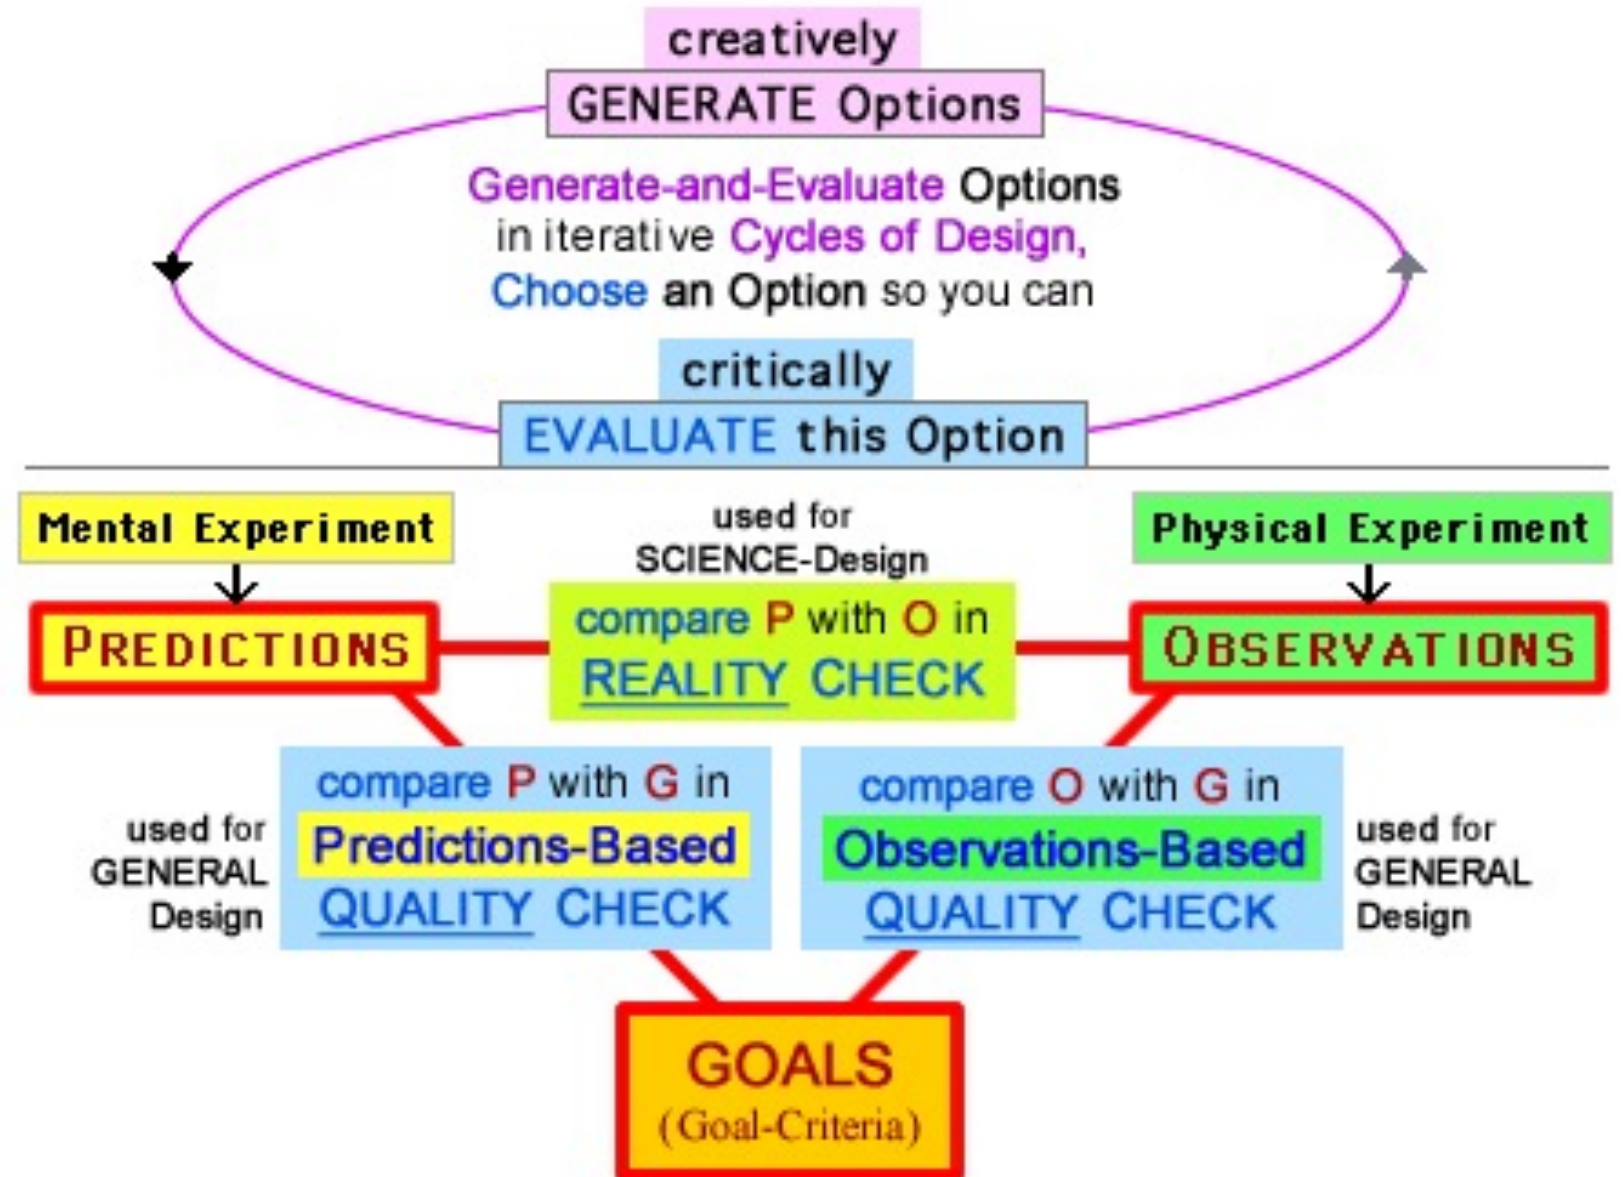 creatively
GENERATE Options
Generate-and-Evaluate Options
in iterative Cycles of Design,
Choose an Option so you can
critically
EVALUATE this Option
Mental Experiment
used for
SCIENCE-Design
Physical Experiment
PREDICTIONS
compare P with O in
REALITY CHECK
OBSERVATIONS
used for
GENERAL
Design
compare P with G in
Predictions-Based
QUALITY CHECK
compare O with G in
Observations-Based
QUALITY CHECK
used for
GENERAL
Design
GOALS
(Goal-Criteria)